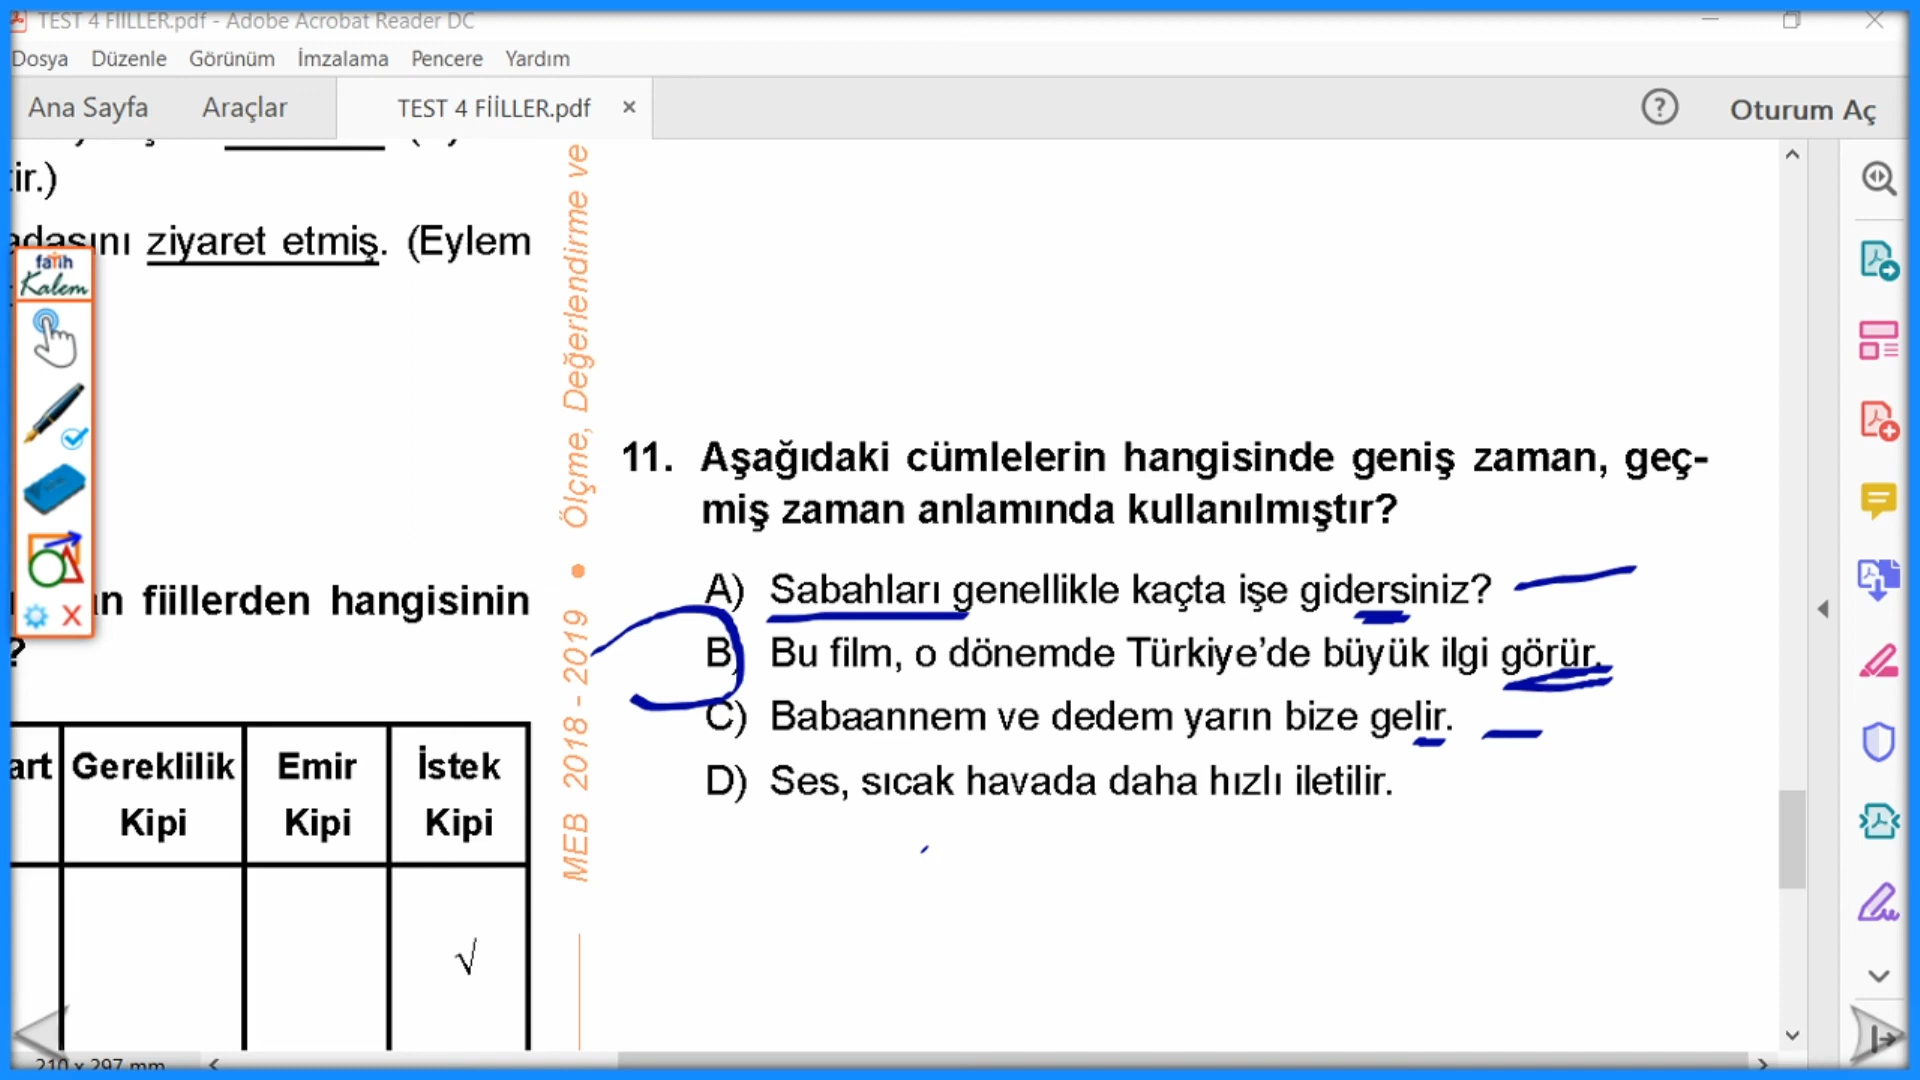 TEST 4 FİİLLER.pdf - Adobe Acrobat Reader DC
Dosya Düzenle Görünüm İmzalama Pencere Yardım
Ana Sayfa Araçlar TEST 4 FİİLLER.pdf × ? Oturum Aç
ir.)
adasını ziyaret etmiş. (Eylem
fatih
Kalem
n fiillerden hangisinin
?
art Gereklilik Kipi Emir Kipi İstek Kipi
√
MEB 2018 - 2019 ● Ölçme, Değerlendirme ve
11. Aşağıdaki cümlelerin hangisinde geniş zaman, geç-
miş zaman anlamında kullanılmıştır?
A) Sabahları genellikle kaçta işe gidersiniz?
B) Bu film, o dönemde Türkiye’de büyük ilgi görür.
C) Babaannem ve dedem yarın bize gelir.
D) Ses, sıcak havada daha hızlı iletilir.
210 x 297 mm